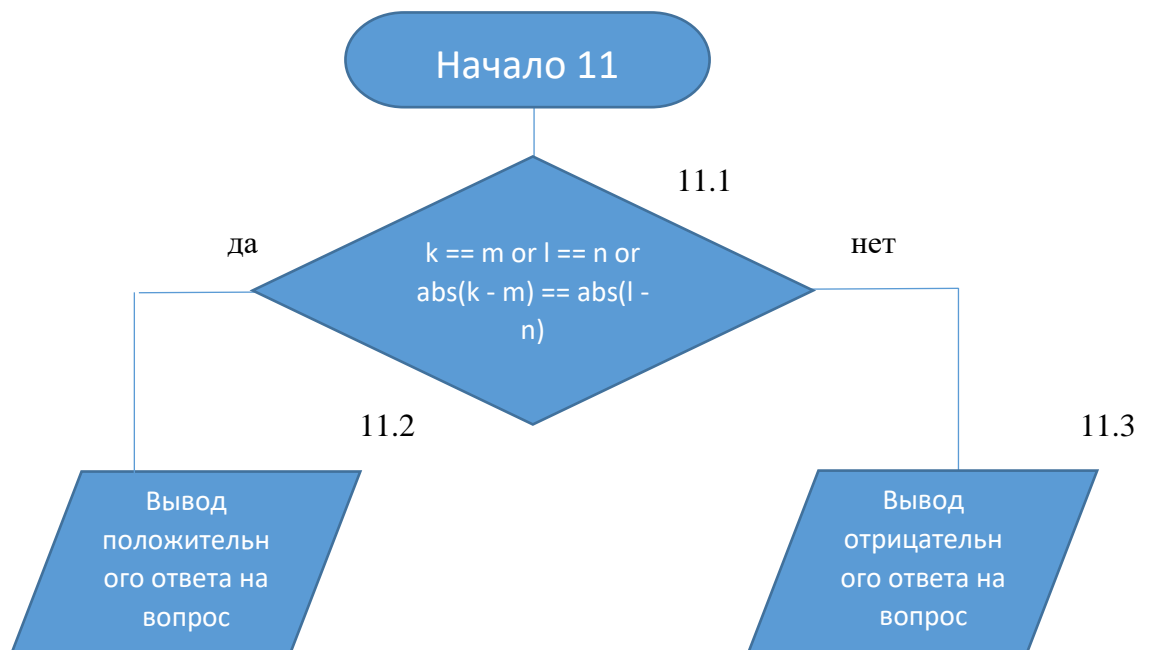 Начало 11
11.1
да
нет
k == m or l == n or
abs(k - m) == abs(l -
n)
11.2
11.3
Вывод
положительн
ого ответа на
вопрос
Вывод
отрицательн
ого ответа на
вопрос